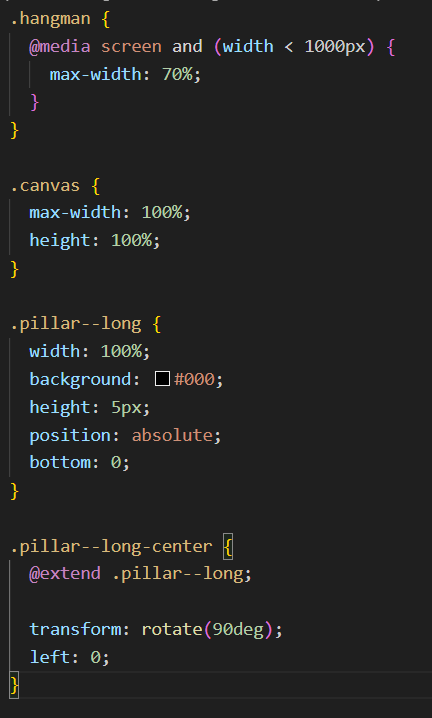 .hangman {
@media screen and (width < 1000px) {
max-width: 70%;
}
}
.canvas {
max-width: 100%;
height: 100%;
}
.pillar--long {
width: 100%;
background: #000;
height: 5px;
position: absolute;
bottom: 0;
}
.pillar--long-center {
@extend .pillar--long;
transform: rotate(90deg);
left: 0;
}